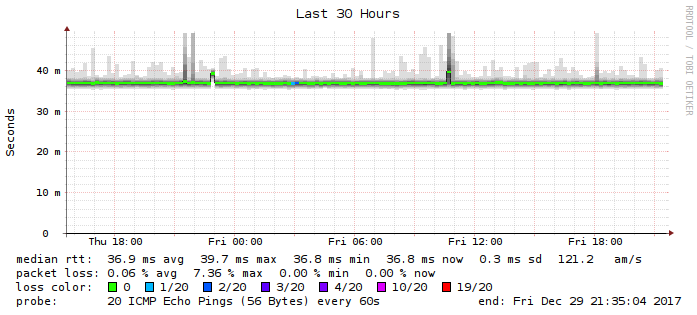 Last 30 Hours
RRDTOOL / TOBI OETIKER
Seconds
40 m
30 m
20 m
10 m
0
Thu 18:00 Fri 00:00 Fri 06:00 Fri 12:00 Fri 18:00
median rtt: 36.9 ms avg 39.7 ms max 36.8 ms min 36.8 ms now 0.3 ms sd 121.2 am/s
packet loss: 0.06 % avg 7.36 % max 0.00 % min 0.00 % now
loss color: 0 1/20 2/20 3/20 4/20 10/20 19/20
probe: 20 ICMP Echo Pings (56 Bytes) every 60s end: Fri Dec 29 21:35:04 2017